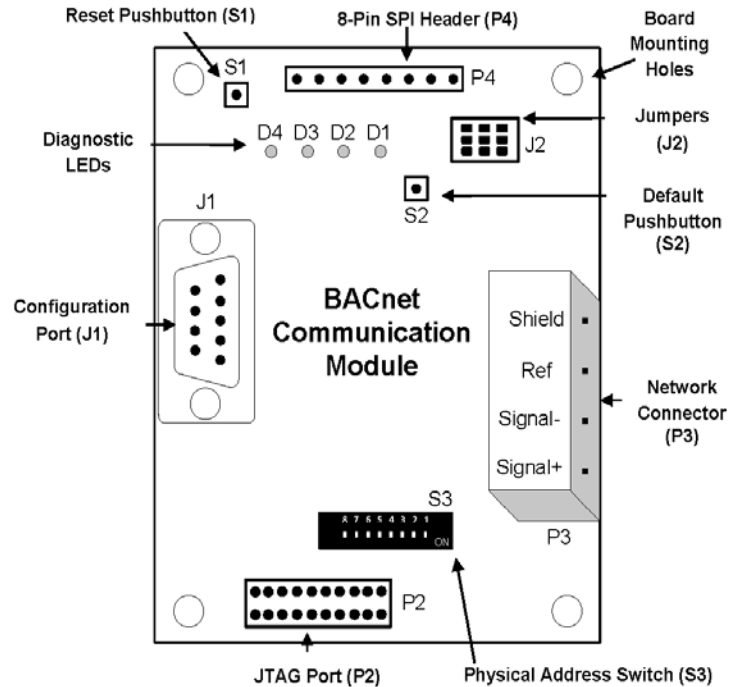 Reset Pushbutton (S1)
8-Pin SPI Header (P4)
Board
Mounting
Holes
S1
P4
Diagnostic
LEDs
D4 D3 D2 D1
J2
Jumpers
(J2)
J1
S2
Default
Pushbutton
(S2)
Configuration
Port (J1)
BACnet
Communication
Module
Shield
Ref
Signal-
Signal+
Network
Connector
(P3)
S3
8 7 6 5 4 3 2 1
ON
P3
P2
JTAG Port (P2)
Physical Address Switch (S3)